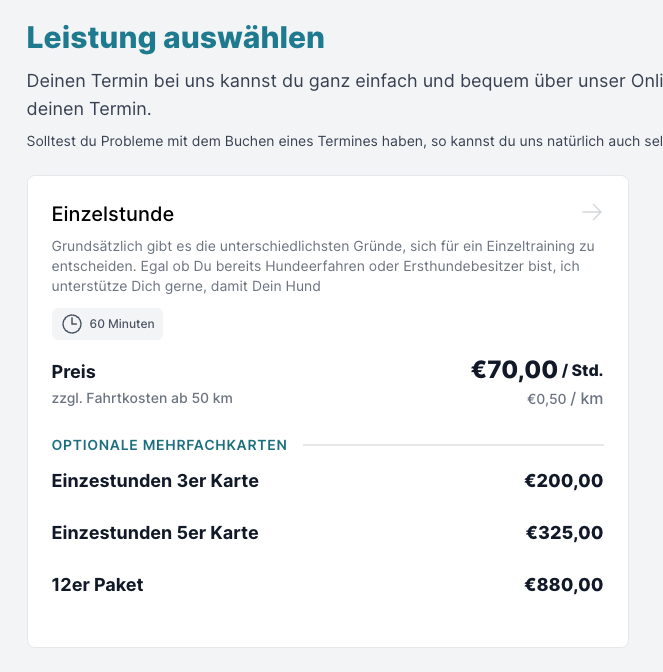 Leistung auswählen
Deinen Termin bei uns kannst du ganz einfach und bequem über unser
deinen Termin.
Solltest du Probleme mit dem Buchen eines Termines haben, so kannst du uns natürlich auch
Einzelstunde
Grundsätzlich gibt es die unterschiedlichsten Gründe, sich für ein Einzeltraining zu
entscheiden. Egal ob Du bereits Hundeerfahren oder Ersthundebesitzer bist, ich
unterstütze Dich gerne, damit Dein Hund
60 Minuten
Preis €70,00 / Std.
zzgl. Fahrtkosten ab 50 km €0,50 / km
OPTIONALE MEHRFACHKARTEN
Einzestunden 3er Karte €200,00
Einzestunden 5er Karte €325,00
12er Paket €880,00